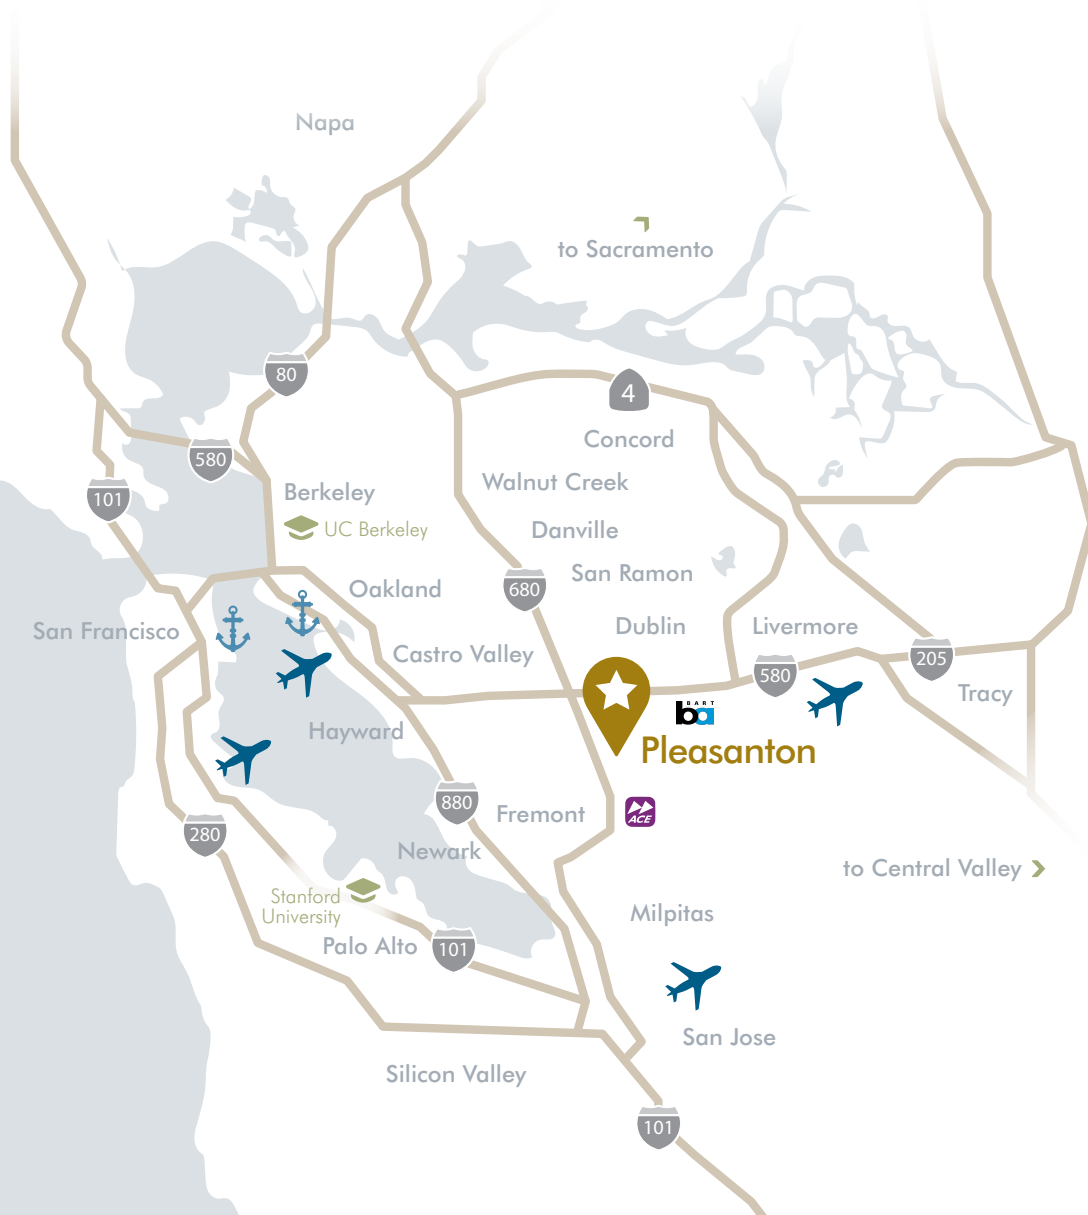 Napa
to Sacramento
80
4
Concord
580
Walnut Creek
101
Berkeley
UC Berkeley
Danville
San Ramon
680
Oakland
San Francisco
Dublin
Livermore
Castro Valley
205
580
Tracy
BART
ba
Hayward
Pleasanton
880
Fremont
ACE
280
Newark
to Central Valley
Stanford
University
Milpitas
Palo Alto
101
San Jose
Silicon Valley
101